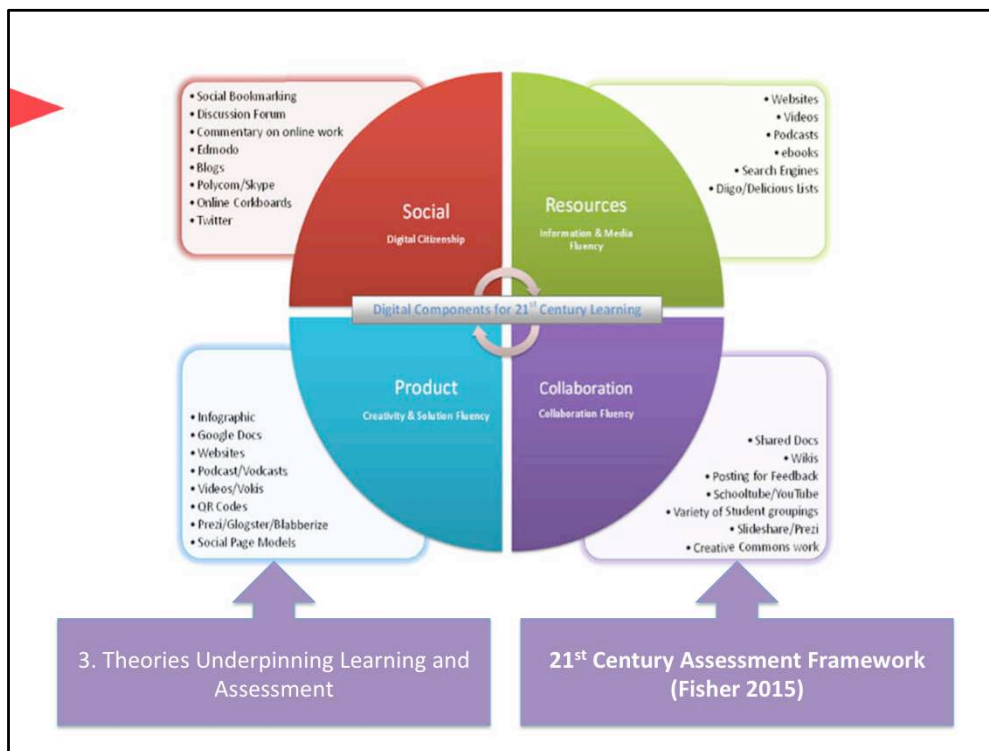 • Social Bookmarking
• Discussion Forum
• Commentary on online work
• Edmodo
• Blogs
• Polycom/Skype
• Online Corkboards
• Twitter
Social
Digital Citizenship
Resources
Information & Media
Fluency
• Websites
• Videos
• Podcasts
• ebooks
• Search Engines
• Diigo/Delicious Lists
Digital Components for 21st Century Learning
Product
Creativity & Solution Fluency
Collaboration
Collaboration Fluency
• Infographic
• Google Docs
• Websites
• Podcast/Vodcasts
• Videos/Vokis
• QR Codes
• Prezi/Glogster/Blabberize
• Social Page Models
• Shared Docs
• Wikis
• Posting for Feedback
• Schooltube/YouTube
• Variety of Student groupings
• Slideshare/Prezi
• Creative Commons work
3. Theories Underpinning Learning and
Assessment
21st Century Assessment Framework
(Fisher 2015)